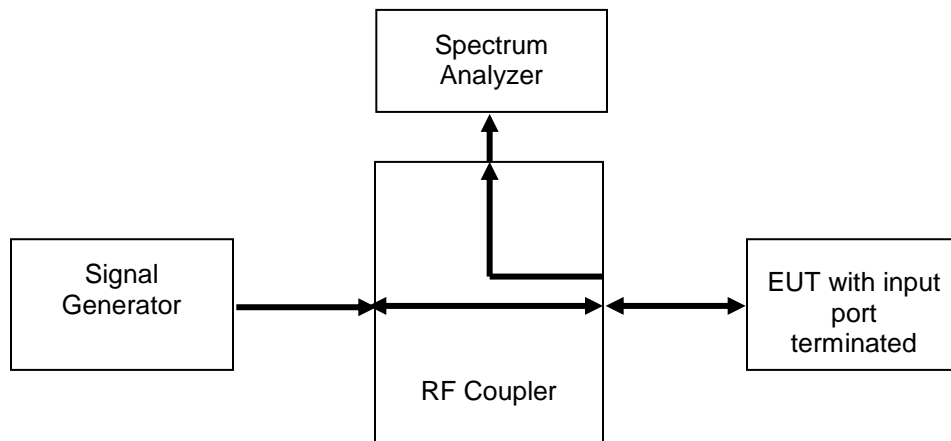 Spectrum
Analyzer
Signal
Generator
EUT with input
port
terminated
RF Coupler